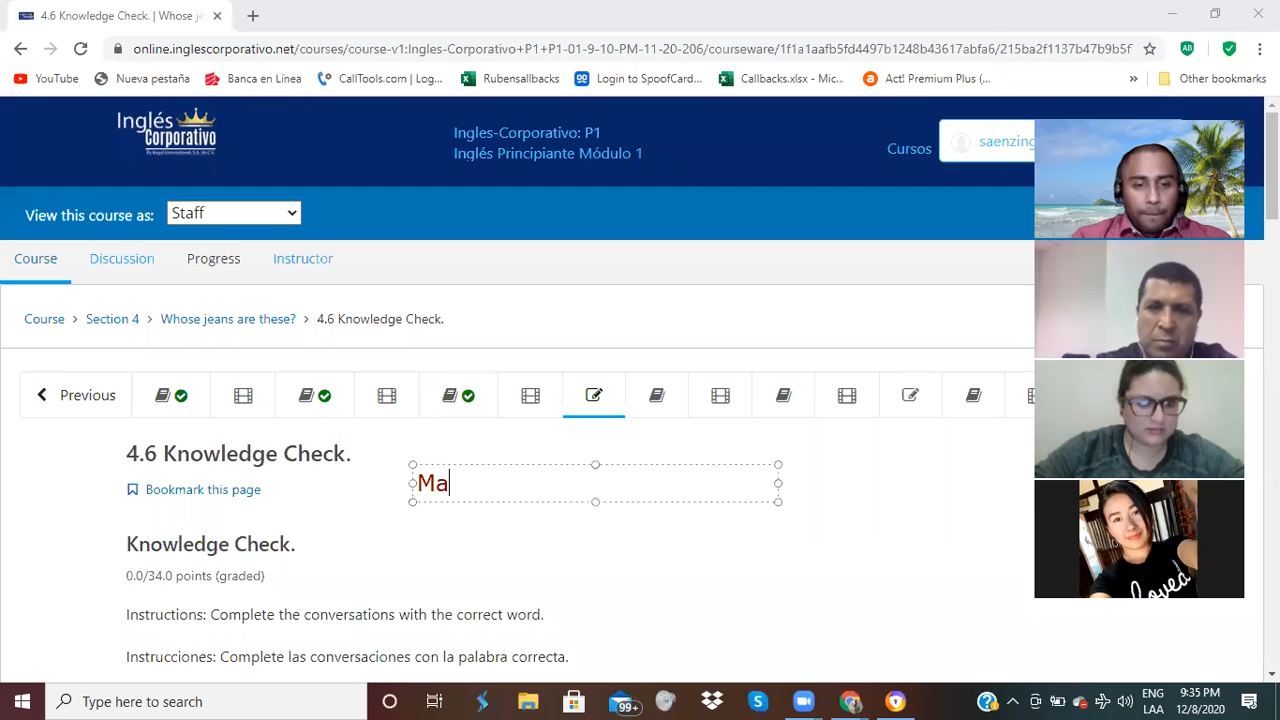 4.6 Knowledge Check. | Whose je
online.inglescorporativo.net/courses/course-v1:Ingles-Corporativo+P1+P1-01-9-10-PM-11-20-206/courseware/1f1a1aafb5fd4497b1248b43617abfa6/215ba2f1137b47b9b5f
YouTube
Nueva pestaña
Banca en Línea
CallTools.com | Log...
Rubensallbacks
Login to SpoofCard...
Callbacks.xlsx - Mic...
Act! Premium Plus (...
» Other bookmarks
Inglés
Corporativo
Ingles-Corporativo: P1
Inglés Principiante Módulo 1
Cursos
saenzing
View this course as: Staff
Course Discussion Progress Instructor
Course > Section 4 > Whose jeans are these? > 4.6 Knowledge Check.
Previous
4.6 Knowledge Check.
Ma
Bookmark this page
Knowledge Check.
0.0/34.0 points (graded)
Instructions: Complete the conversations with the correct word.
Instrucciones: Complete las conversaciones con la palabra correcta.
Loved
Type here to search
99+
ENG
LAA
9:35 PM
12/8/2020